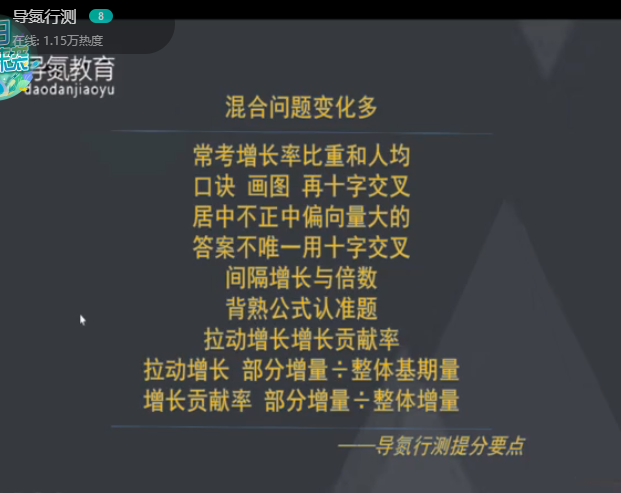 导氮行测 8
在线: 1.15万热度
导氮教育
daodanjiaoyu
混合问题变化多
常考增长率比重和人均
口诀 画图 再十字交叉
居中不正中偏向量大的
答案不唯一用十字交叉
间隔增长与倍数
背熟公式认准题
拉动增长增长贡献率
拉动增长 部分增量÷整体基期量
增长贡献率 部分增量÷整体增量
——导氮行测提分要点